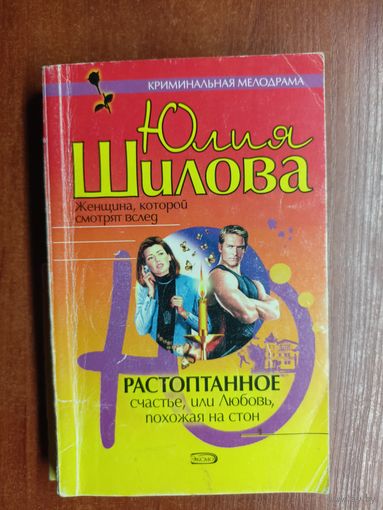 КРИМИНАЛЬНАЯ МЕЛОДРАМА
Юлия
Шилова
Женщина, которой
смотрят вслед
РАСТОПТАННОЕ
счастье, или Любовь,
похожая на стон
ЭКСМО